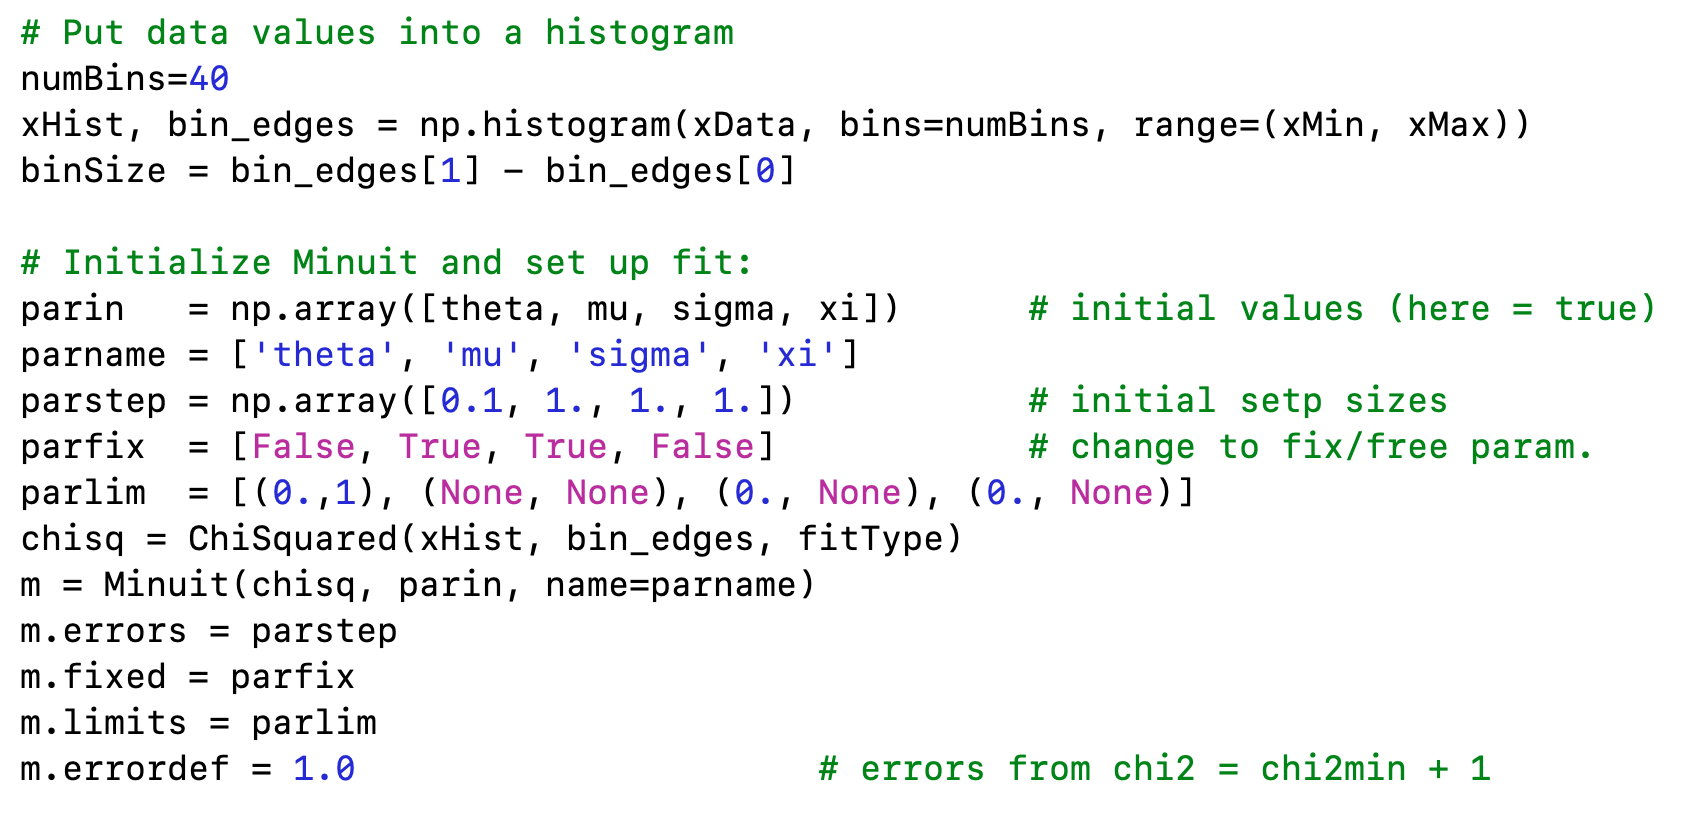 # Put data values into a histogram
numBins=40
xHist, bin_edges = np.histogram(xData, bins=numBins, range=(xMin, xMax))
binSize = bin_edges[1] - bin_edges[0]

# Initialize Minuit and set up fit:
parin   = np.array([theta, mu, sigma, xi])      # initial values (here = true)
parname = ['theta', 'mu', 'sigma', 'xi']
parstep = np.array([0.1, 1., 1., 1.])           # initial setp sizes
parfix  = [False, True, True, False]            # change to fix/free param.
parlim  = [(0.,1), (None, None), (0., None), (0., None)]
chisq = ChiSquared(xHist, bin_edges, fitType)
m = Minuit(chisq, parin, name=parname)
m.errors = parstep
m.fixed = parfix
m.limits = parlim
m.errordef = 1.0                      # errors from chi2 = chi2min + 1